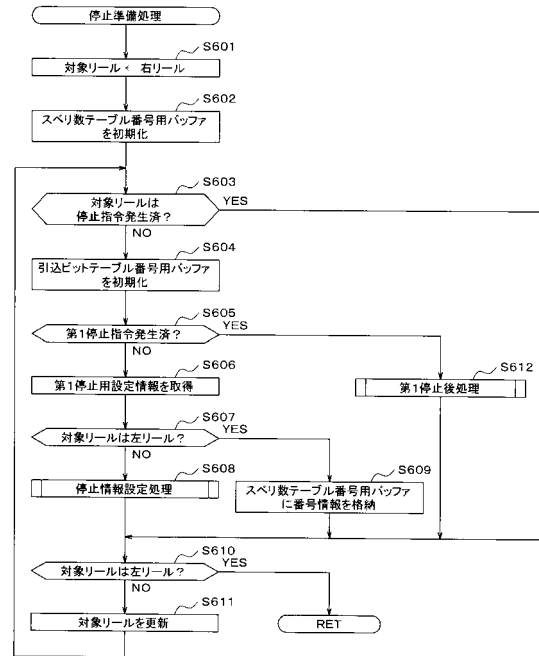 停止準備処理
S601
対象リール < 右リール
S602
スベリ数テーブル番号用バッファ
を初期化
S603
対象リールは
停止指令発生済?
YES
NO
S604
引込ビットテーブル番号用バッファ
を初期化
S605
第1停止指令発生済?
YES
NO
S606
第1停止用設定情報を取得
S612
第1停止後処理
S607
対象リールは左リール?
YES
NO
S608
停止情報設定処理
S609
スベリ数テーブル番号用バッファ
に番号情報を格納
S610
対象リールは左リール?
YES
NO
S611
対象リールを更新
RET